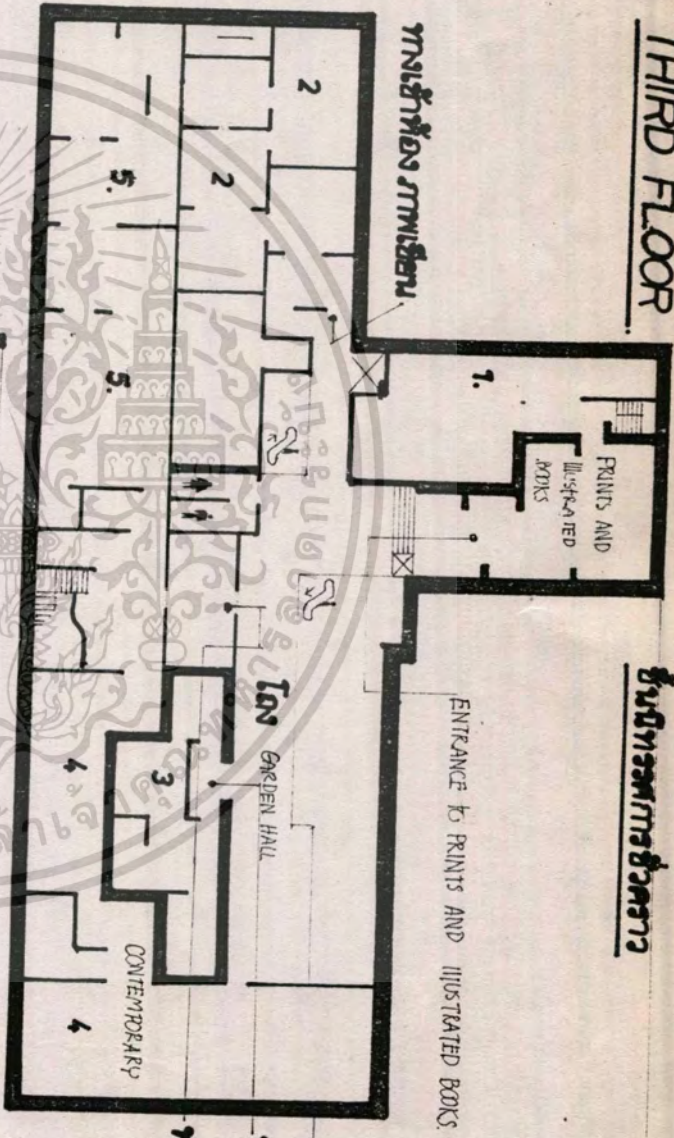 THIRD FLOOR
ชั้นนิทรรศการชั่วคราว
ทางเข้าห้องภาพเขียน
PRINTS AND
ILLUSTRATED
BOOKS
1.
ENTRANCE TO PRINTS AND ILLUSTRATED BOOKS.
2
2
5.
5.
โถง GARDEN HALL
3
4
CONTEMPORARY
4